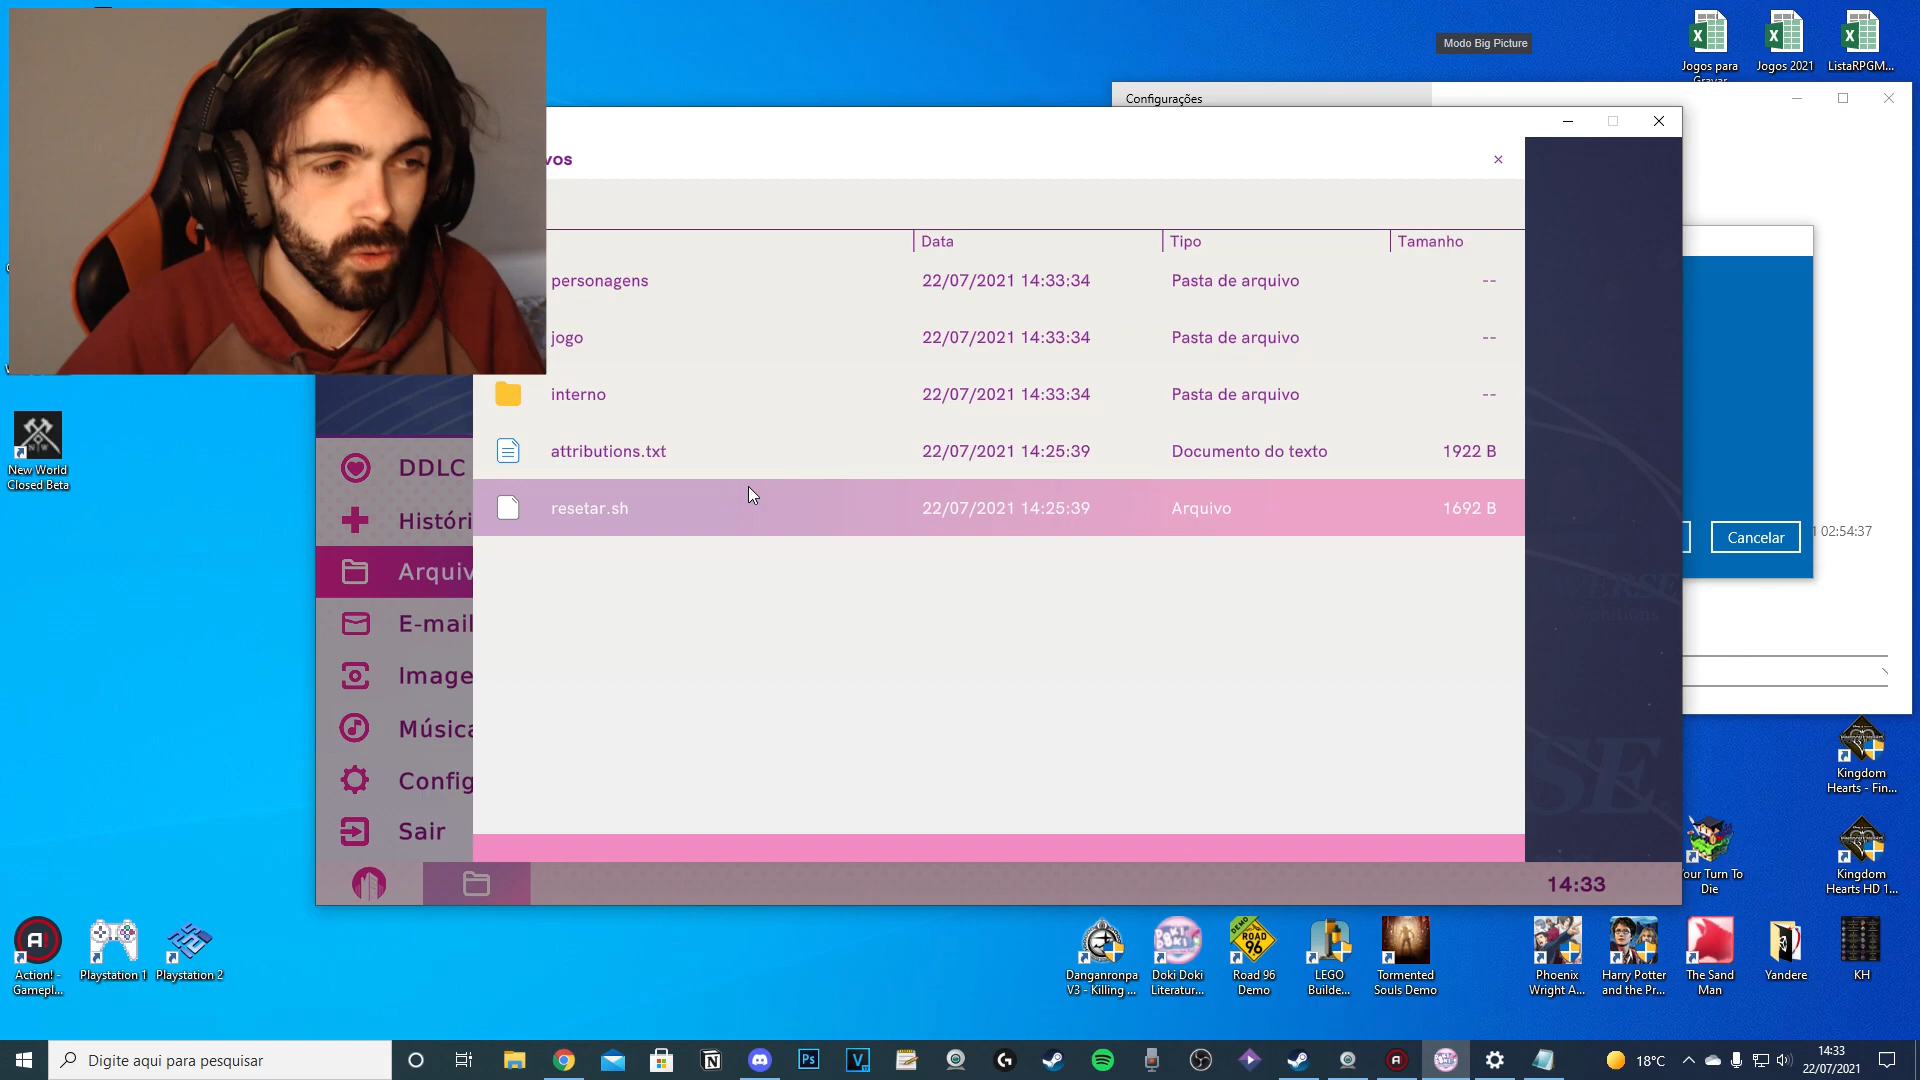 Modo Big Picture
Jogos para
Gravar
Jogos 2021
ListaRPGM...
Configurações
vos
Data
Tipo
Tamanho
personagens
22/07/2021 14:33:34
Pasta de arquivo
--
jogo
22/07/2021 14:33:34
Pasta de arquivo
--
interno
22/07/2021 14:33:34
Pasta de arquivo
--
attributions.txt
22/07/2021 14:25:39
Documento do texto
1922 B
resetar.sh
22/07/2021 14:25:39
Arquivo
1692 B
New World
Closed Beta
DDLC
Históri
Arquiv
E-mail
Image
Música
Config
Sair
14:33
Cancelar
02:54:37
Kingdom
Hearts - Fin...
our Turn To
Die
Kingdom
Hearts HD 1...
Action! -
Gamepl...
Playstation 1
Playstation 2
Danganronpa
V3 - Killing ...
Doki Doki
Literatur...
DEMO
ROAD
96
Road 96
Demo
LEGO
Builde...
Tormented
Souls Demo
Phoenix
Wright A...
Harry Potter
and the Pr...
The Sand
Man
Yandere
KH
Digite aqui para pesquisar
18°C
14:33
22/07/2021